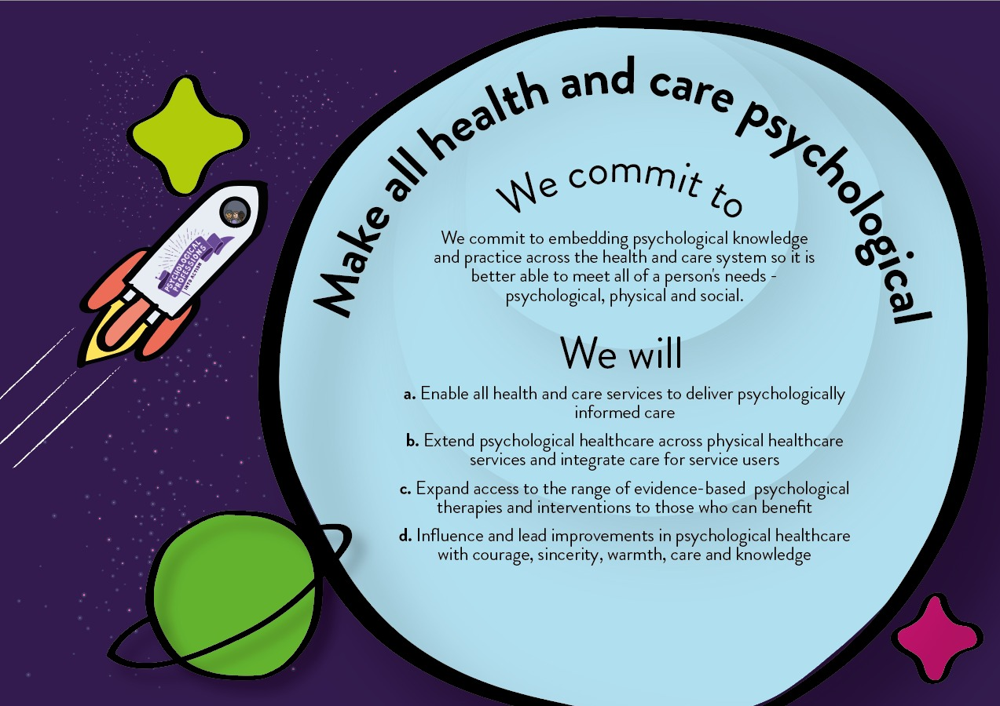 Make all health and care psychological
We commit to
We commit to embedding psychological knowledge
and practice across the health and care system so it is
better able to meet all of a person's needs -
psychological, physical and social.
We will
a. Enable all health and care services to deliver psychologically
informed care
b. Extend psychological healthcare across physical healthcare
services and integrate care for service users
c. Expand access to the range of evidence-based  psychological
therapies and interventions to those who can benefit
d. Influence and lead improvements in psychological healthcare
with courage, sincerity, warmth, care and knowledge
PSYCHOLOGICAL
PROFESSIONS
INTO ACTION